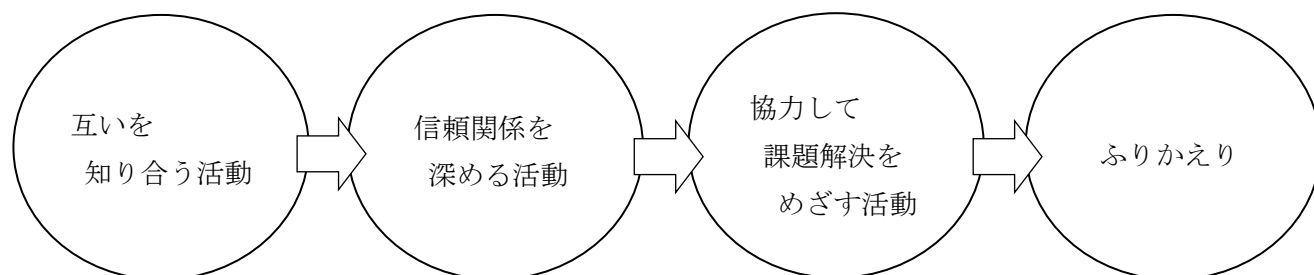 互いを
知り合う活動
信頼関係を
深める活動
協力して
課題解決を
めざす活動
ふりかえり